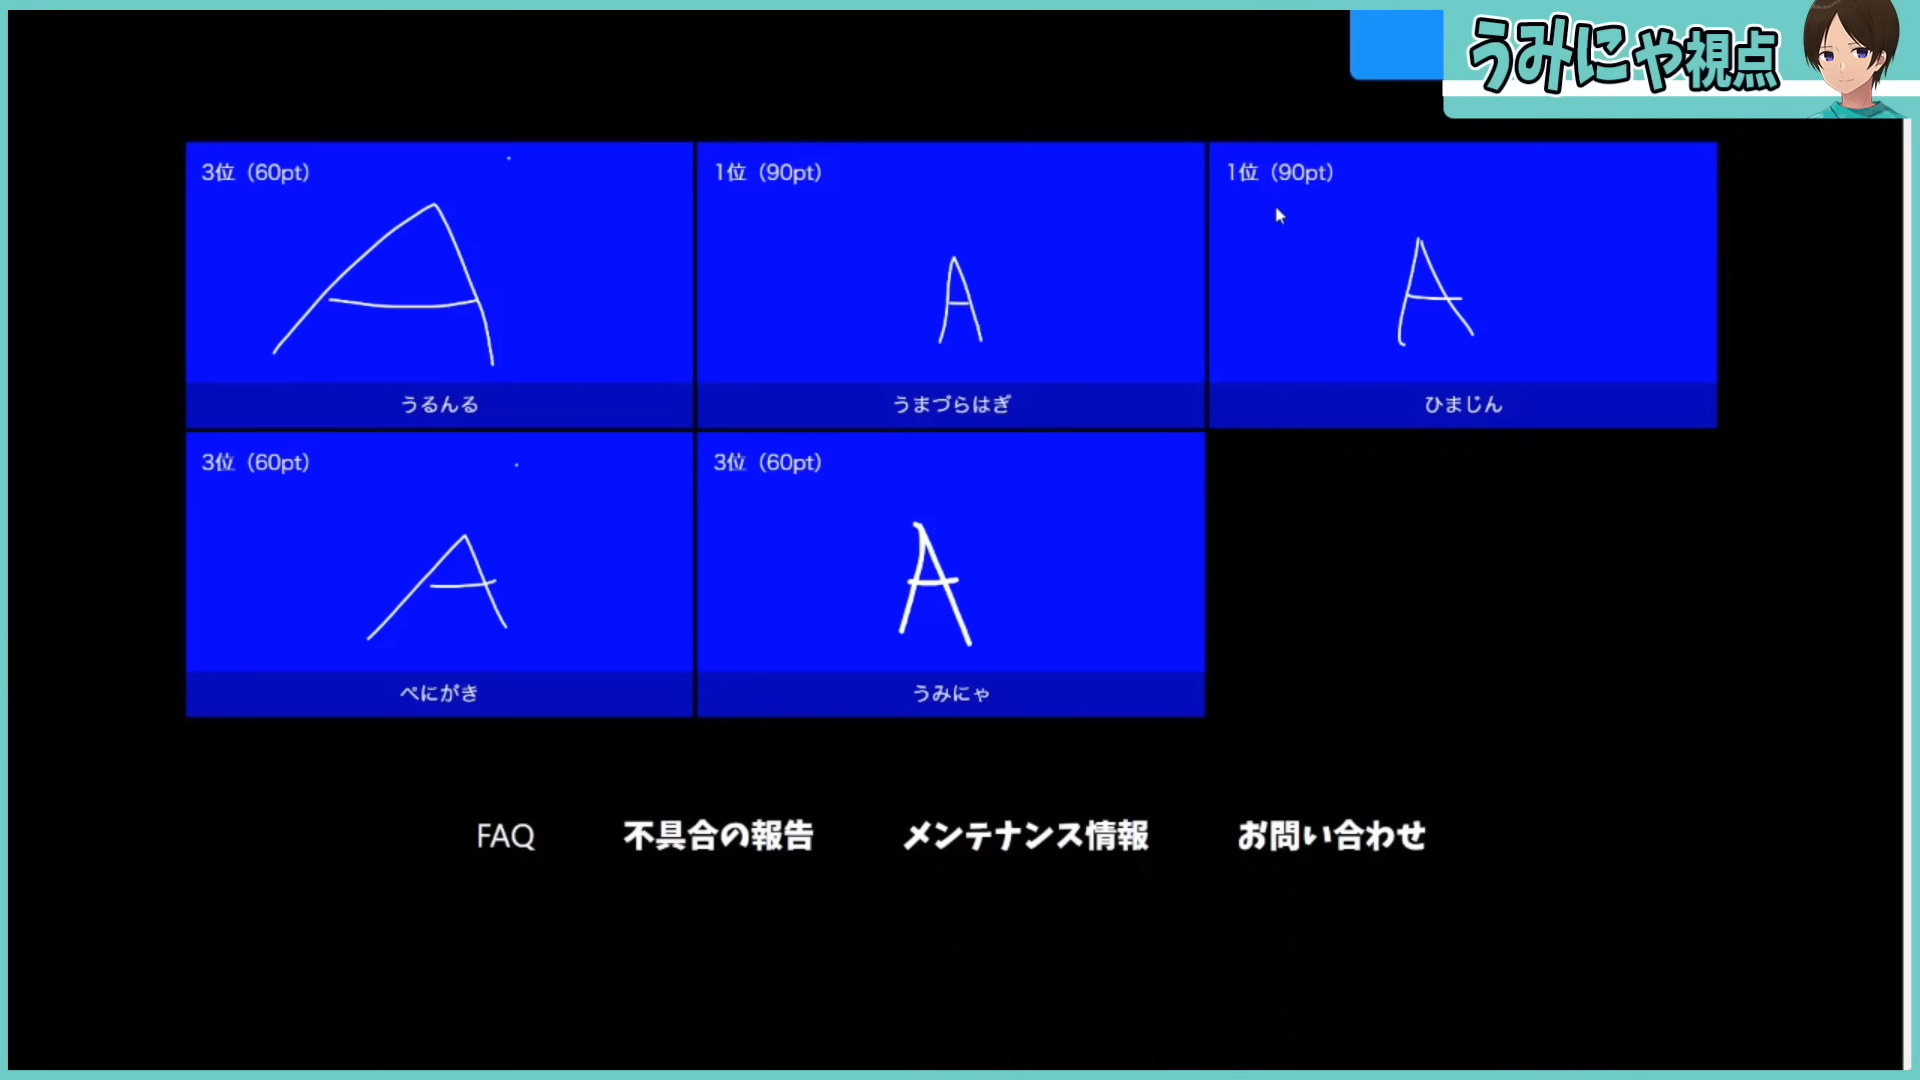 うみにゃ視点
3位（60pt）
A
うるんる
1位（90pt）
A
うまづらはぎ
1位（90pt）
A
ひまじん
3位（60pt）
A
ぺにがき
3位（60pt）
A
うみにゃ
FAQ 不具合の報告 メンテナンス情報 お問い合わせ